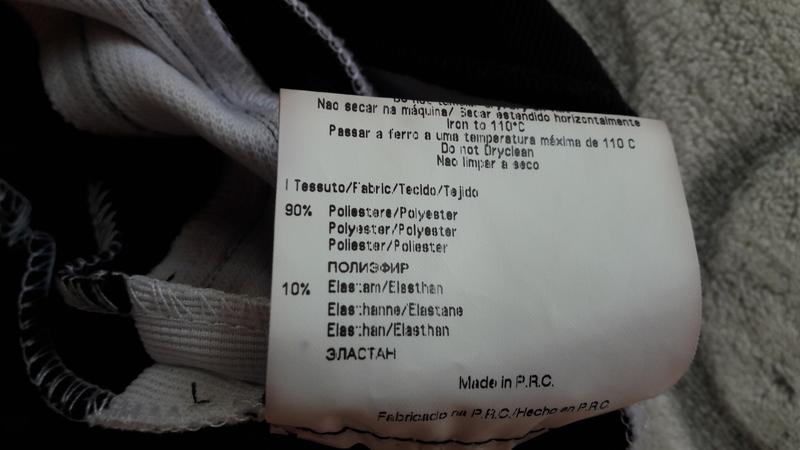 Do not
Nao secar na máquina/ Secar estendido horizontalmente
Iron to 110°C
Passar a ferro a uma temperatura máxima de 110 C
Do not Dryclean
Nao limpar a seco
Tessuto/Fabric/Tecido/Tejido
90% Poliestere/Polyester
Polyester/Polyester
Poliester/Poliester
ПОЛИЭФИР
10% Elastam/Elasthan
Elasthanne/Elastane
Elasthan/Elasthan
ЭЛАСТАН
Made in P.R.C.
Fabricado na P.R.C./Hecho en P.R.C
L